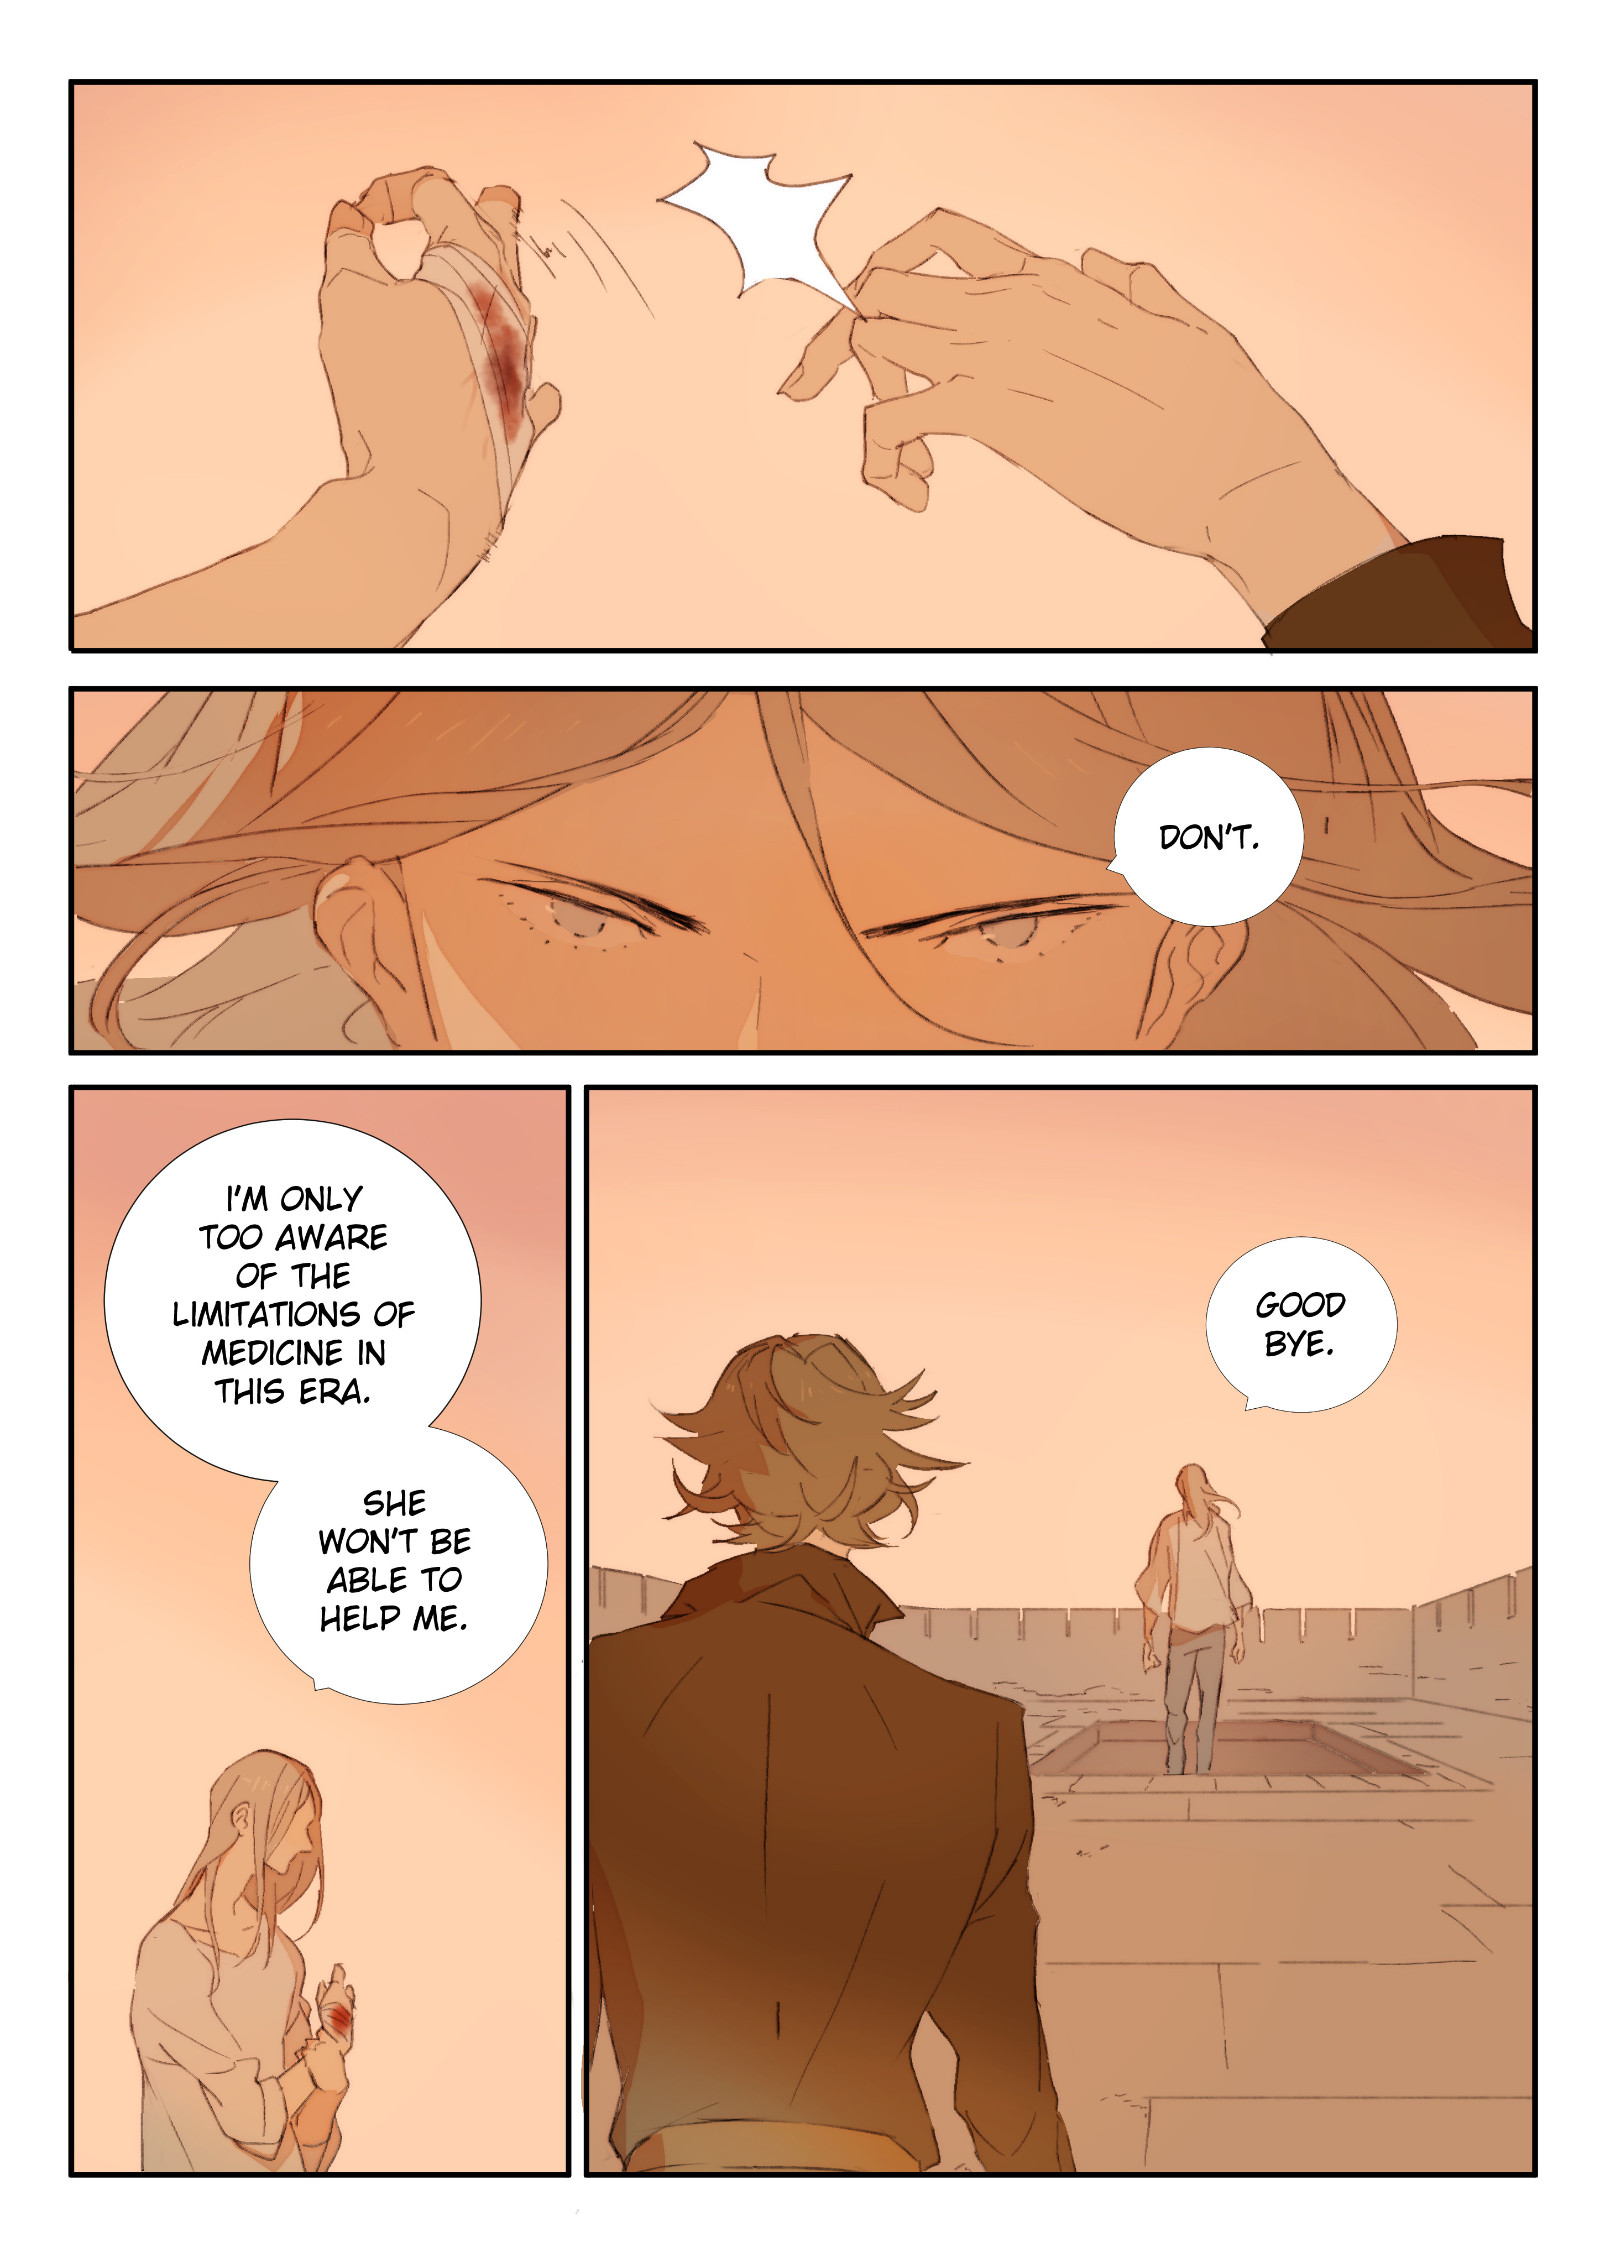 DON'T.
I'M ONLY
TOO AWARE
OF THE
LIMITATIONS OF
MEDICINE IN
THIS ERA.
SHE
WON'T BE
ABLE TO
HELP ME.
GOOD
BYE.